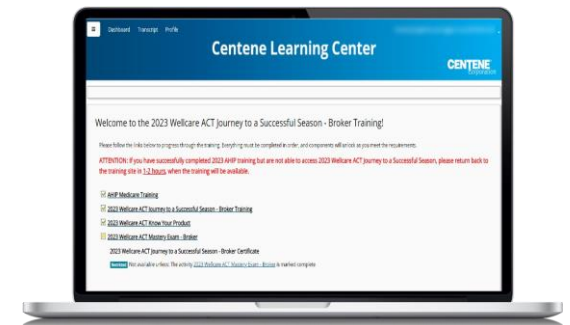 Dashboard Transcript Profile
Centene Learning Center
CENTENE
Corporation
Welcome to the 2023 Wellcare ACT Journey to a Successful Season - Broker Training!
Please follow the links below to progress through the training. Everything must be completed in order, and components will unlock as you meet the requirements.
ATTENTION: If you have successfully completed 2023 AHIP training but are not able to access 2023 Wellcare ACT Journey to a Successful Season, please return back to
the training site in 1-2 hours, when the training will be available.
AHIP Medicare Training
2023 Wellcare ACT Journey to a Successful Season - Broker Training
2023 Wellcare ACT Know Your Product
2023 Wellcare ACT Mastery Exam - Broker
2023 Wellcare ACT Journey to a Successful Season - Broker Certificate
Not available unless: The activity 2023 Wellcare ACT Mastery Exam - Broker is marked complete